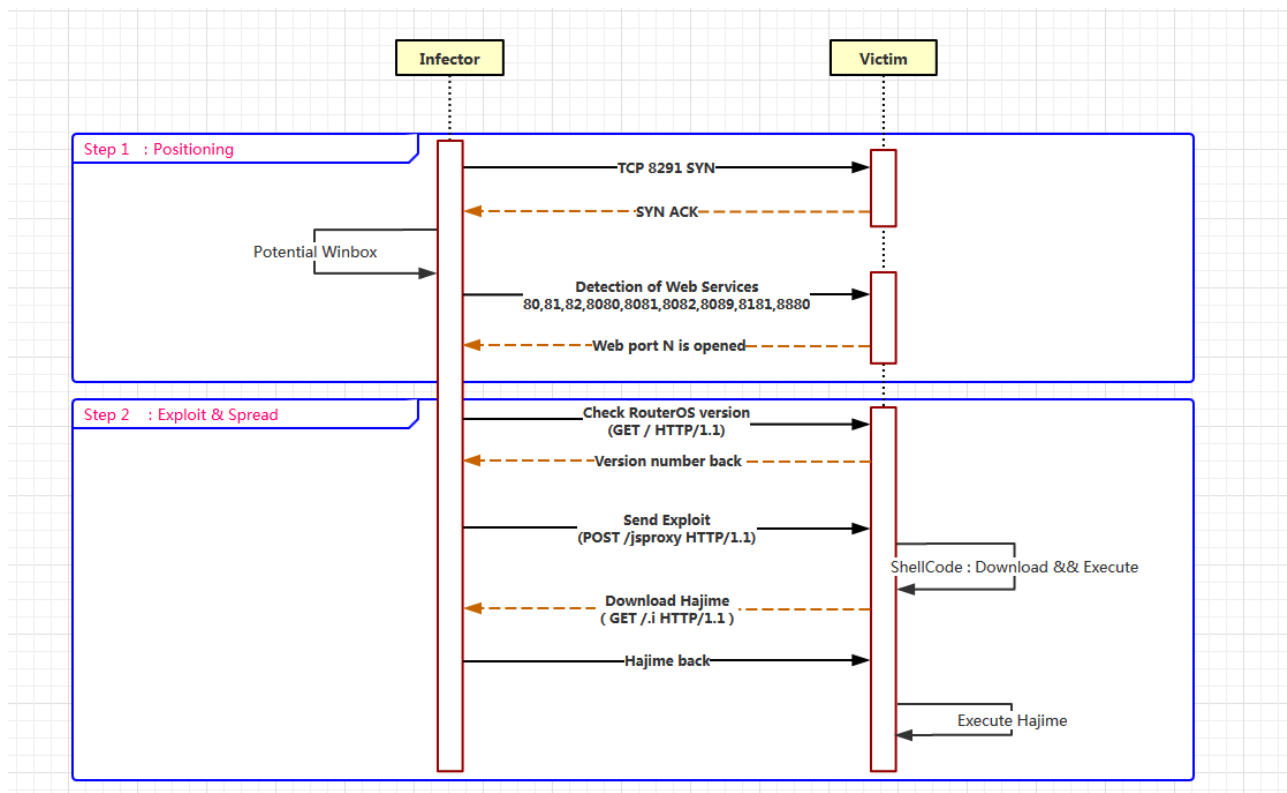 Infector
Victim
Step 1 : Positioning
TCP 8291 SYN
SYN ACK
Potential Winbox
Detection of Web Services
80,81,82,8080,8081,8082,8089,8181,8880
Web port N is opened
Step 2 : Exploit & Spread
Check RouterOS version
(GET / HTTP/1.1)
Version number back
Send Exploit
(POST /jsproxy HTTP/1.1)
ShellCode : Download && Execute
Download Hajime
( GET /.i HTTP/1.1 )
Hajime back
Execute Hajime